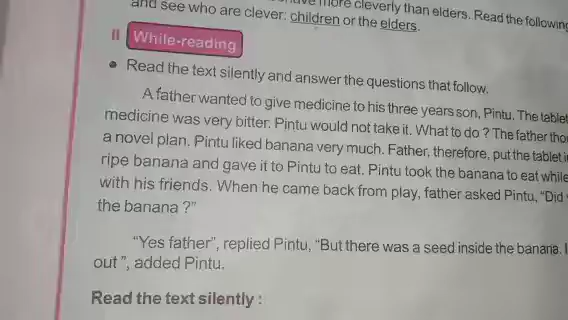 more cleverly than elders. Read the following
and see who are clever: children or the elders.
II While-reading
• Read the text silently and answer the questions that follow.
A father wanted to give medicine to his three years son, Pintu. The tablet
medicine was very bitter. Pintu would not take it. What to do ? The father
a novel plan. Pintu liked banana very much. Father, therefore, put the tablet
ripe banana and gave it to Pintu to eat. Pintu took the banana to eat while
with his friends. When he came back from play, father asked Pintu, “Did
the banana ?”
“Yes father”, replied Pintu, “But there was a seed inside the banana. I
out ”, added Pintu.
Read the text silently :